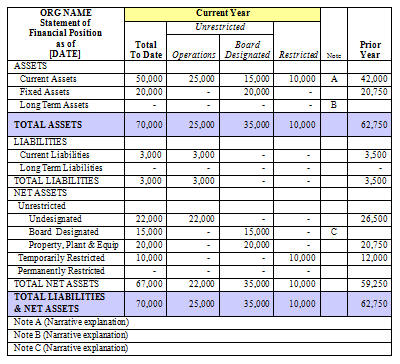 ORG NAME Current Year
Statement of Unrestricted
Financial Position
as of Total Board Prior
[DATE] To Date Operations Designated Restricted Note Year
ASSETS
Current Assets 50,000 25,000 15,000 10,000 A 42,000
Fixed Assets 20,000 - 20,000 - 20,750
Long Term Assets - - - - B
TOTAL ASSETS 70,000 25,000 35,000 10,000 62,750
LIABILITIES
Current Liabilities 3,000 3,000 - - 3,500
Long Term Liabilities - - - - -
TOTAL LIABILITIES 3,000 3,000 - - 3,500
NET ASSETS
Unrestricted
Undesignated 22,000 22,000 26,500
Board Designated 15,000 - 15,000 - C
Property, Plant & Equip 20,000 - 20,000 - 20,750
Temporarily Restricted 10,000 - - 10,000 12,000
Permanently Restricted - - - -
TOTAL NET ASSETS 67,000 22,000 35,000 10,000 59,250
TOTAL LIABILITIES
& NET ASSETS 70,000 25,000 35,000 10,000 62,750
Note A (Narrative explanation)
Note B (Narrative explanation)
Note C (Narrative explanation)